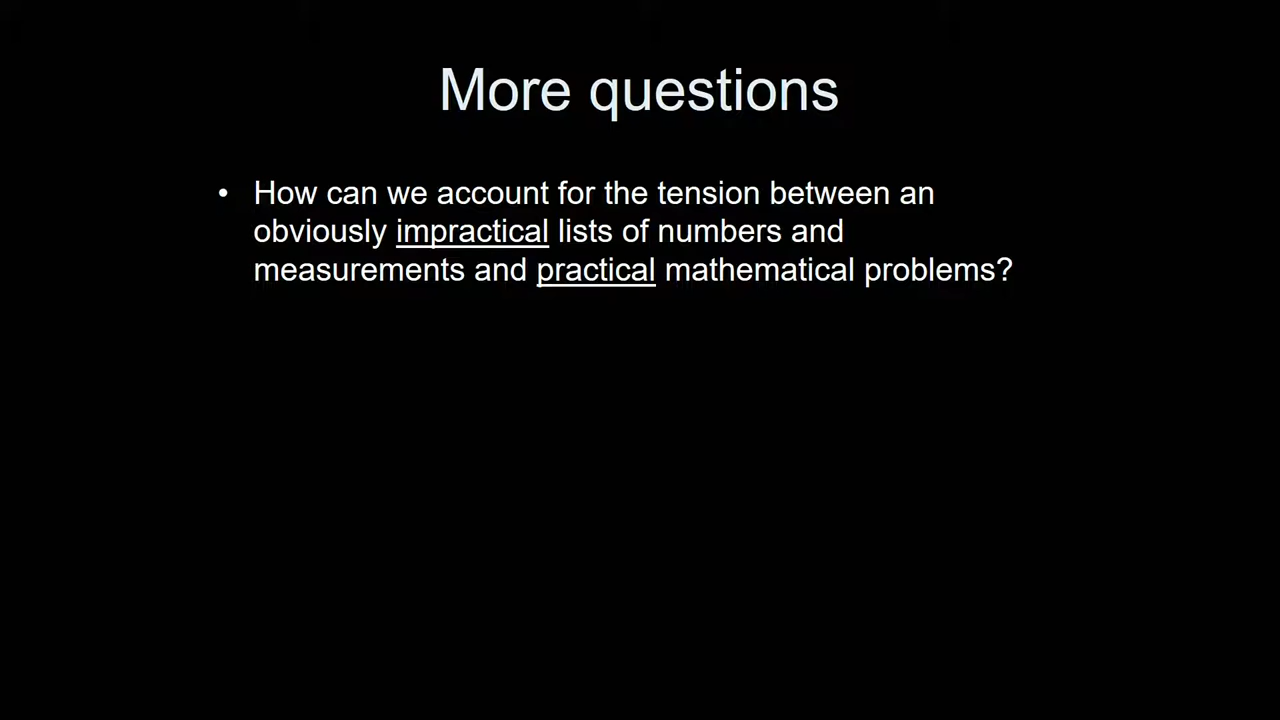 More questions
• How can we account for the tension between an
obviously impractical lists of numbers and
measurements and practical mathematical problems?